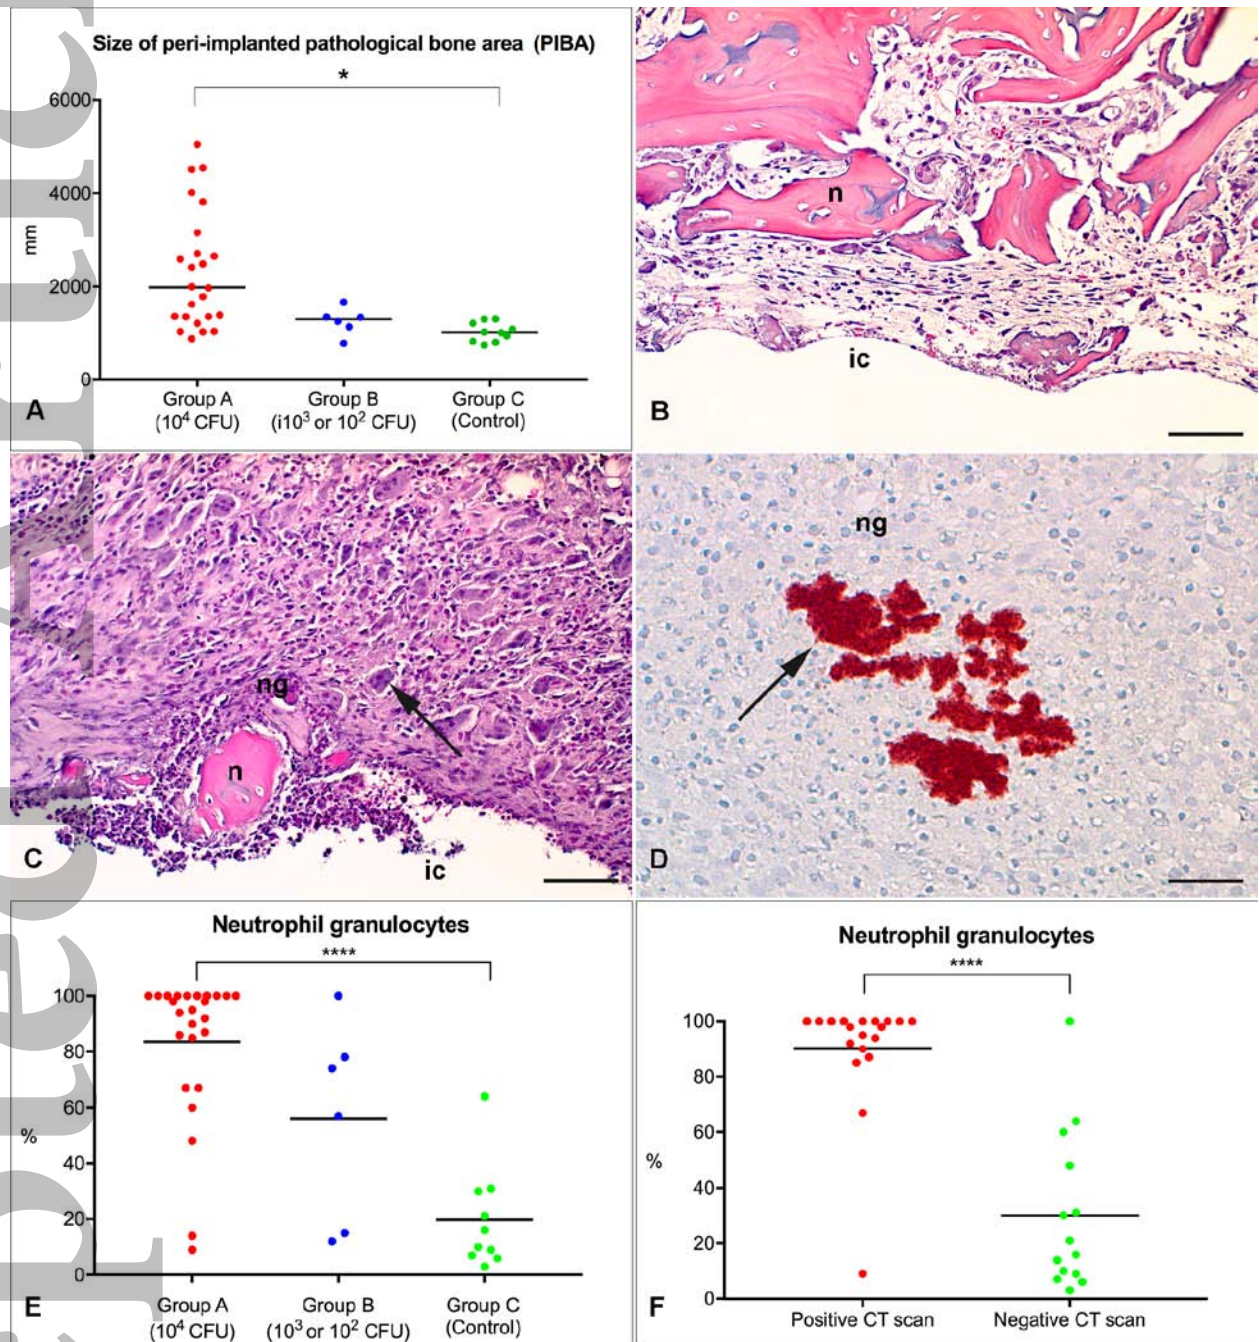 Size of peri-implanted pathological bone area (PIBA)
*
6000
4000
mm
2000
0
Group A
(10⁴ CFU)
Group B
(i10³ or 10² CFU)
Group C
(Control)
A
n
ic
B
ng
n
ic
C
ng
D
Neutrophil granulocytes
****
100
80
60
%
40
20
0
Group A
(10⁴ CFU)
Group B
(10³ or 10² CFU)
Group C
(Control)
E
Neutrophil granulocytes
****
100
80
60
%
40
20
0
Positive CT scan
Negative CT scan
F